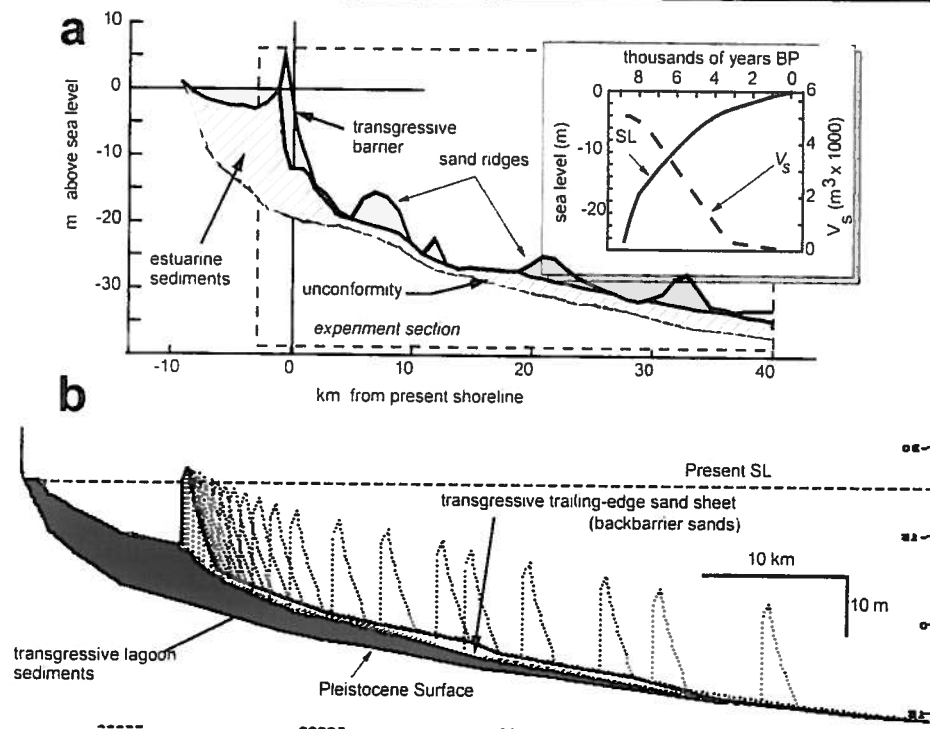 a
10
0
-10
-20
-30
m above sea level
transgressive
barrier
sand ridges
estuarine
sediments
unconformity
experiment section
-10
0
10
20
30
40
km from present shoreline
thousands of years BP
8 6 4 2 0
0
-10
-20
sea level (m)
SL
Vs
6
4
2
0
Vs (m³ x 1000)
b
Present SL
transgressive trailing-edge sand sheet
(backbarrier sands)
10 km
10 m
transgressive lagoon
sediments
Pleistocene Surface
0